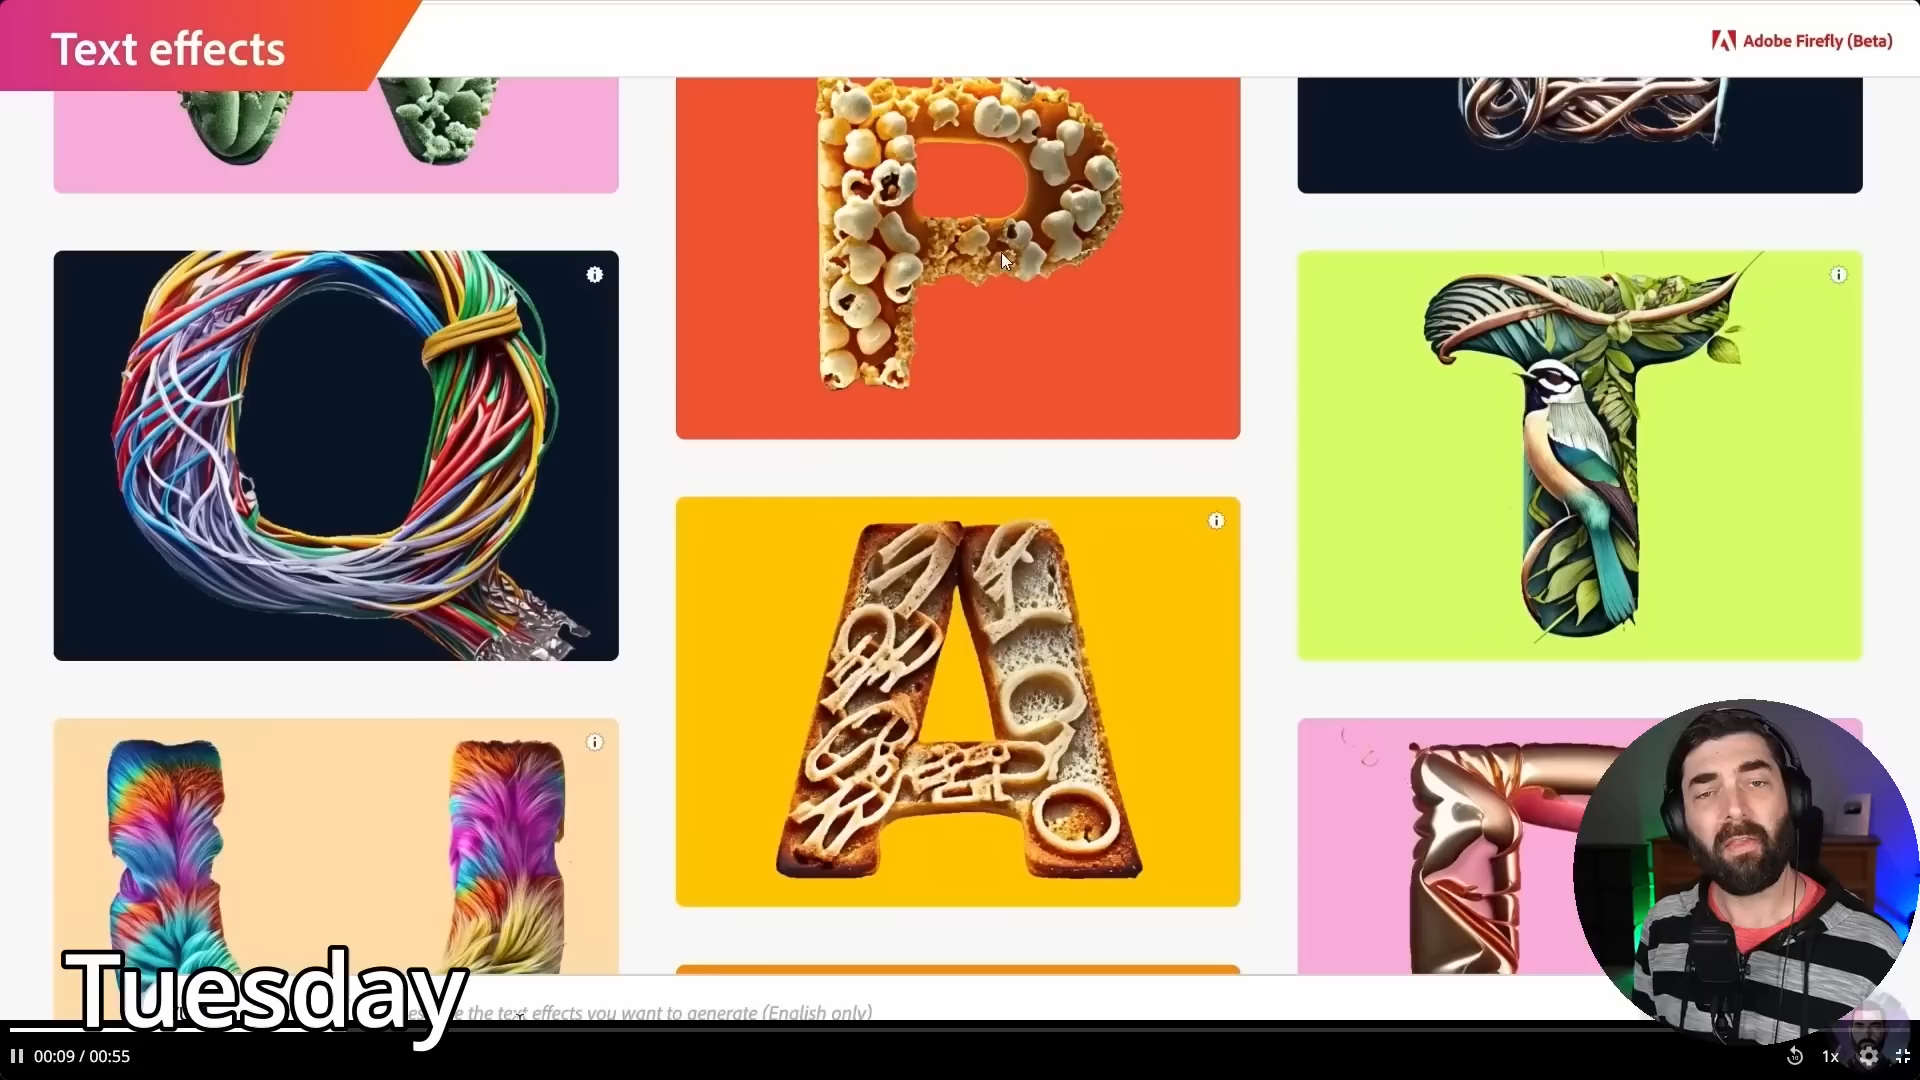 Text effects
Adobe Firefly (Beta)
P
Q
T
A
U
Tuesday
the text effects you want to generate (English only)
00:09 / 00:55
1x